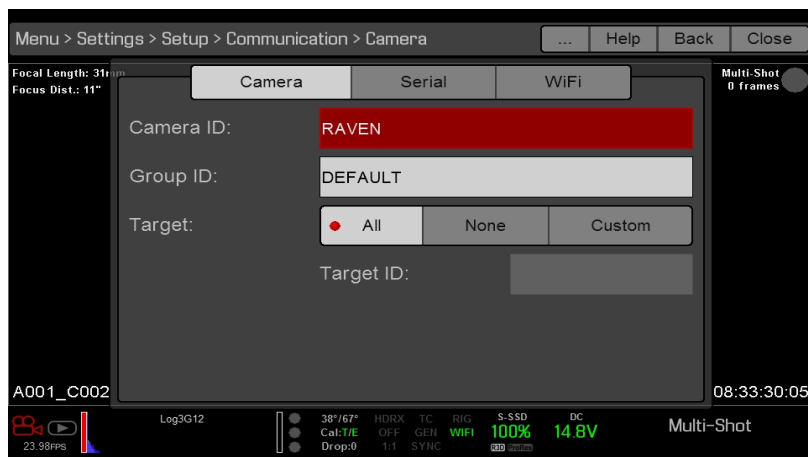 Menu > Settings > Setup > Communication > Camera ... Help Back Close
Focal Length: 31mm
Focus Dist.: 11"
Multi-Shot
0 frames
Camera Serial WiFi
Camera ID: RAVEN
Group ID: DEFAULT
Target: All None Custom
Target ID:
A001_C002
08:33:30:05
Log3G12
38°/67° HDRX TC RIG S-SSD DC
Cal:T/E OFF GEN WIFI 100% 14.8V
Drop:0 1:1 SYNC R3D ProRes
23.98FPS
Multi-Shot